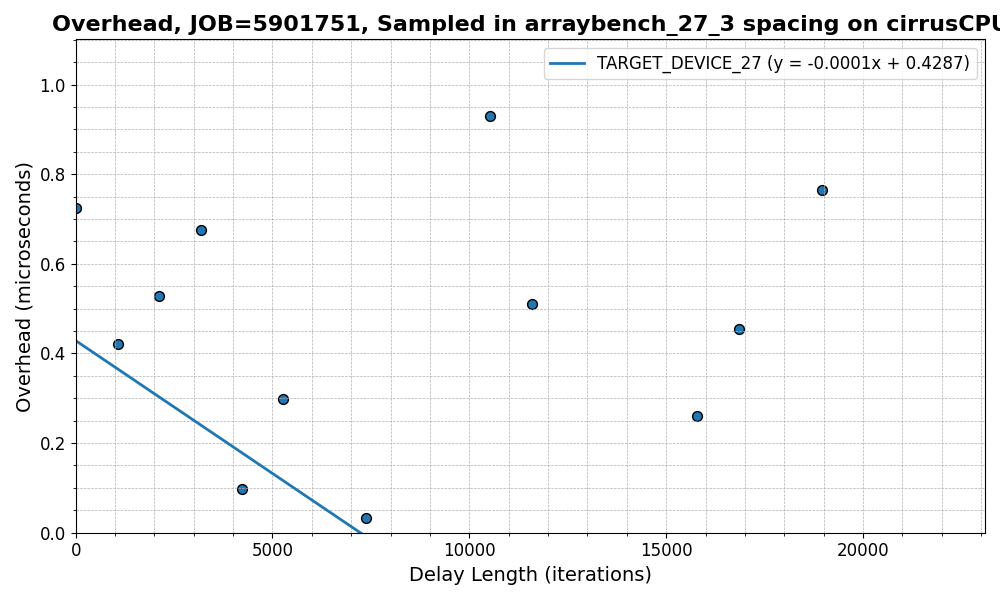 Overhead, JOB=5901751, Sampled in arraybench_27_3 spacing on cirrusCPU
TARGET_DEVICE_27 (y = -0.0001x + 0.4287)
Overhead (microseconds)
1.0
0.8
0.6
0.4
0.2
0.0
0 5000 10000 15000 20000
Delay Length (iterations)